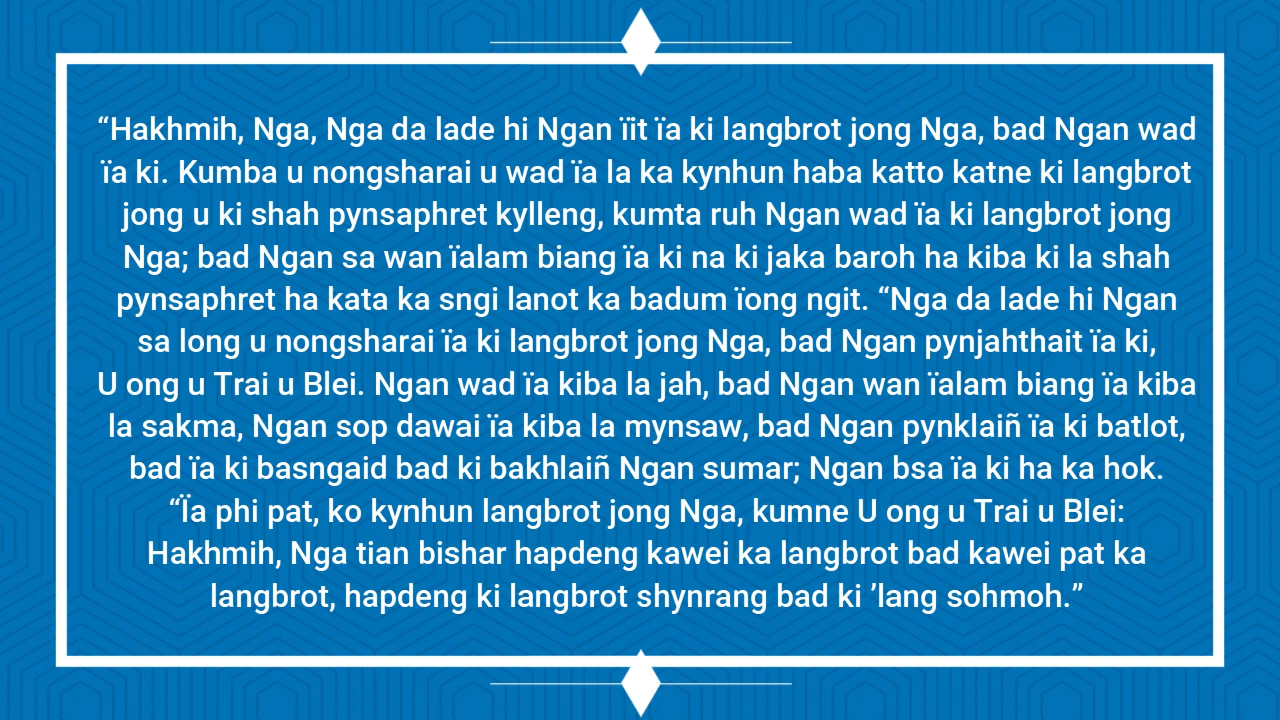 “Hakhmih, Nga, Nga da lade hi Ngan ïit ïa ki langbrot jong Nga, bad Ngan wad
ïa ki. Kumba u nongsharai u wad ïa la ka kynhun haba katto katne ki langbrot
jong u ki shah pynsaphret kylleng, kumta ruh Ngan wad ïa ki langbrot jong
Nga; bad Ngan sa wan ïalam biang ïa ki na ki jaka baroh ha kiba ki la shah
pynsaphret ha kata ka sngi lanot ka badum ïong ngit. “Nga da lade hi Ngan
sa long u nongsharai ïa ki langbrot jong Nga, bad Ngan pynjahthait ïa ki,
U ong u Trai u Blei. Ngan wad ïa kiba la jah, bad Ngan wan ïalam biang ïa kiba
la sakma, Ngan sop dawai ïa kiba la mynsaw, bad Ngan pynklaiñ ïa ki batlot,
bad ïa ki basngaid bad ki bakhlaiñ Ngan sumar; Ngan bsa ïa ki ha ka hok.
“Ïa phi pat, ko kynhun langbrot jong Nga, kumne U ong u Trai u Blei:
Hakhmih, Nga tian bishar hapdeng kawei ka langbrot bad kawei pat ka
langbrot, hapdeng ki langbrot shynrang bad ki ’lang sohmoh.”